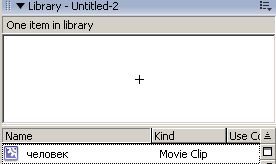 Library - Untitled-2
One item in library
Name Kind Use Co
человек Movie Clip